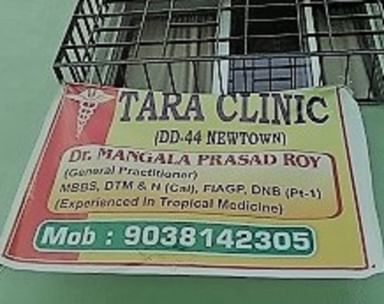 TARA CLINIC
(DD-44 NEWTOWN)
Dr. MANGALA PRASAD ROY
(General Practitioner)
MBBS, DTM & N (Cal), FIAGP, DNB (Pt-1)
(Experienced In Tropical Medicine)
Mob : 9038142305